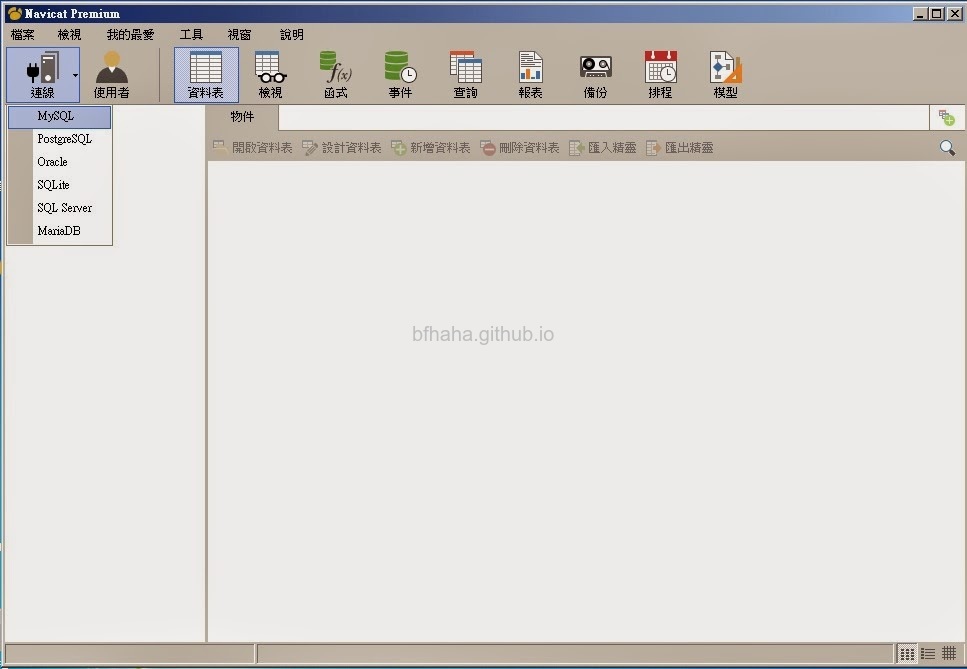 Navicat Premium
檔案 檢視 我的最愛 工具 視窗 說明
連線 使用者 資料表 檢視 函式 事件 查詢 報表 備份 排程 模型
MySQL
PostgreSQL
Oracle
SQLite
SQL Server
MariaDB
物件
開啟資料表 設計資料表 新增資料表 刪除資料表 匯入精靈 匯出精靈
bfhaha.github.io